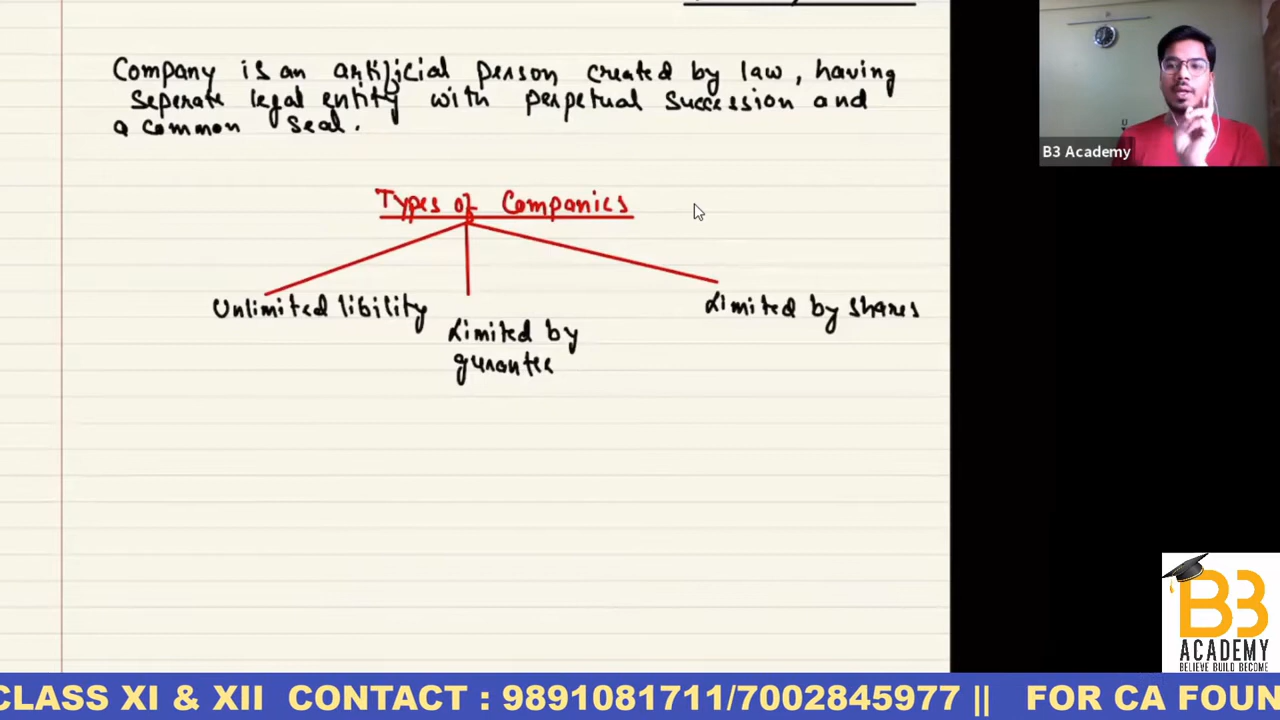 Company is an artificial person created by law, having
seperate legal entity with perpetual succession and
a common seal.
Types of Companies
Unlimited libility
Limited by
gurantee
Limited by shares
B3 Academy
B3
ACADEMY
BELIEVE BUILD BECOME
CLASS XI & XII CONTACT : 9891081711/7002845977 || FOR CA FOUN